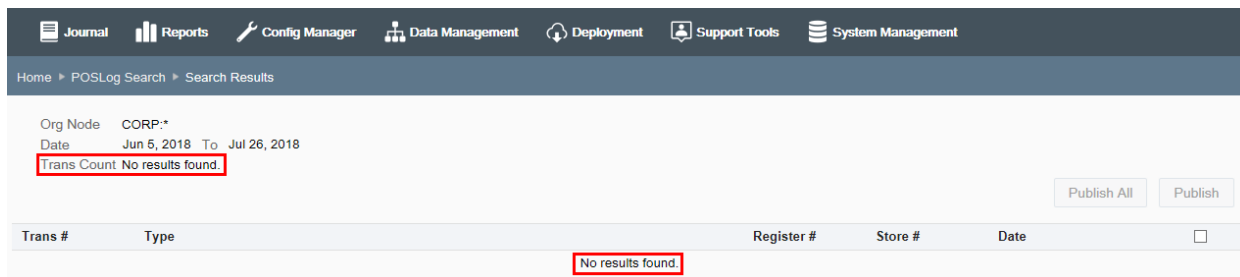 Journal Reports Config Manager Data Management Deployment Support Tools System Management
Home ▸ POSLog Search ▸ Search Results
Org Node CORP:*
Date Jun 5, 2018 To Jul 26, 2018
Trans Count No results found.
Publish All Publish
Trans # Type Register # Store # Date
No results found.